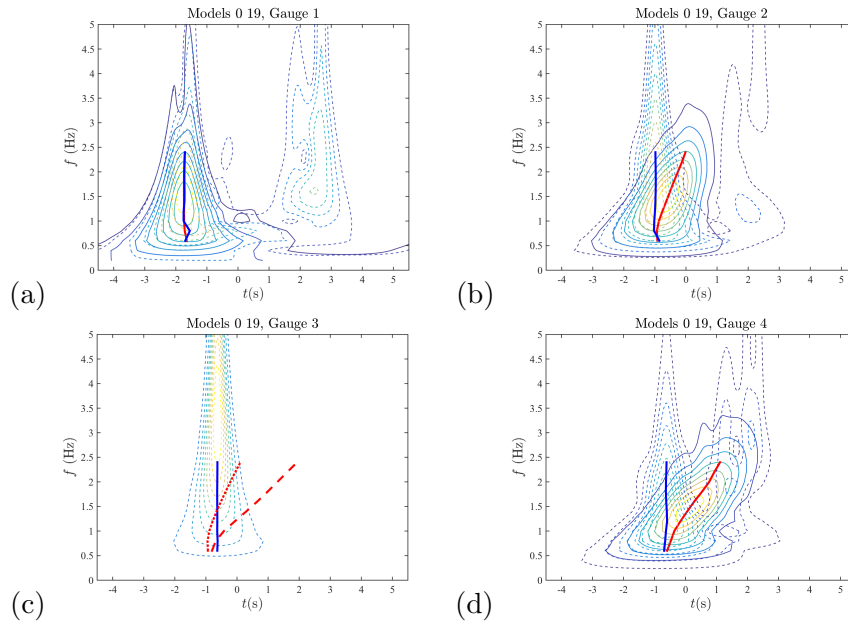 Models 0 19, Gauge 1
5
4.5
4
3.5
3
2.5
2
1.5
1
0.5
0
f (Hz)
-4 -3 -2 -1 0 1 2 3 4 5
t(s)
(a)
Models 0 19, Gauge 2
5
4.5
4
3.5
3
2.5
2
1.5
1
0.5
0
f (Hz)
-4 -3 -2 -1 0 1 2 3 4 5
t(s)
(b)
Models 0 19, Gauge 3
5
4.5
4
3.5
3
2.5
2
1.5
1
0.5
0
f (Hz)
-4 -3 -2 -1 0 1 2 3 4 5
t(s)
(c)
Models 0 19, Gauge 4
5
4.5
4
3.5
3
2.5
2
1.5
1
0.5
0
f (Hz)
-4 -3 -2 -1 0 1 2 3 4 5
t(s)
(d)